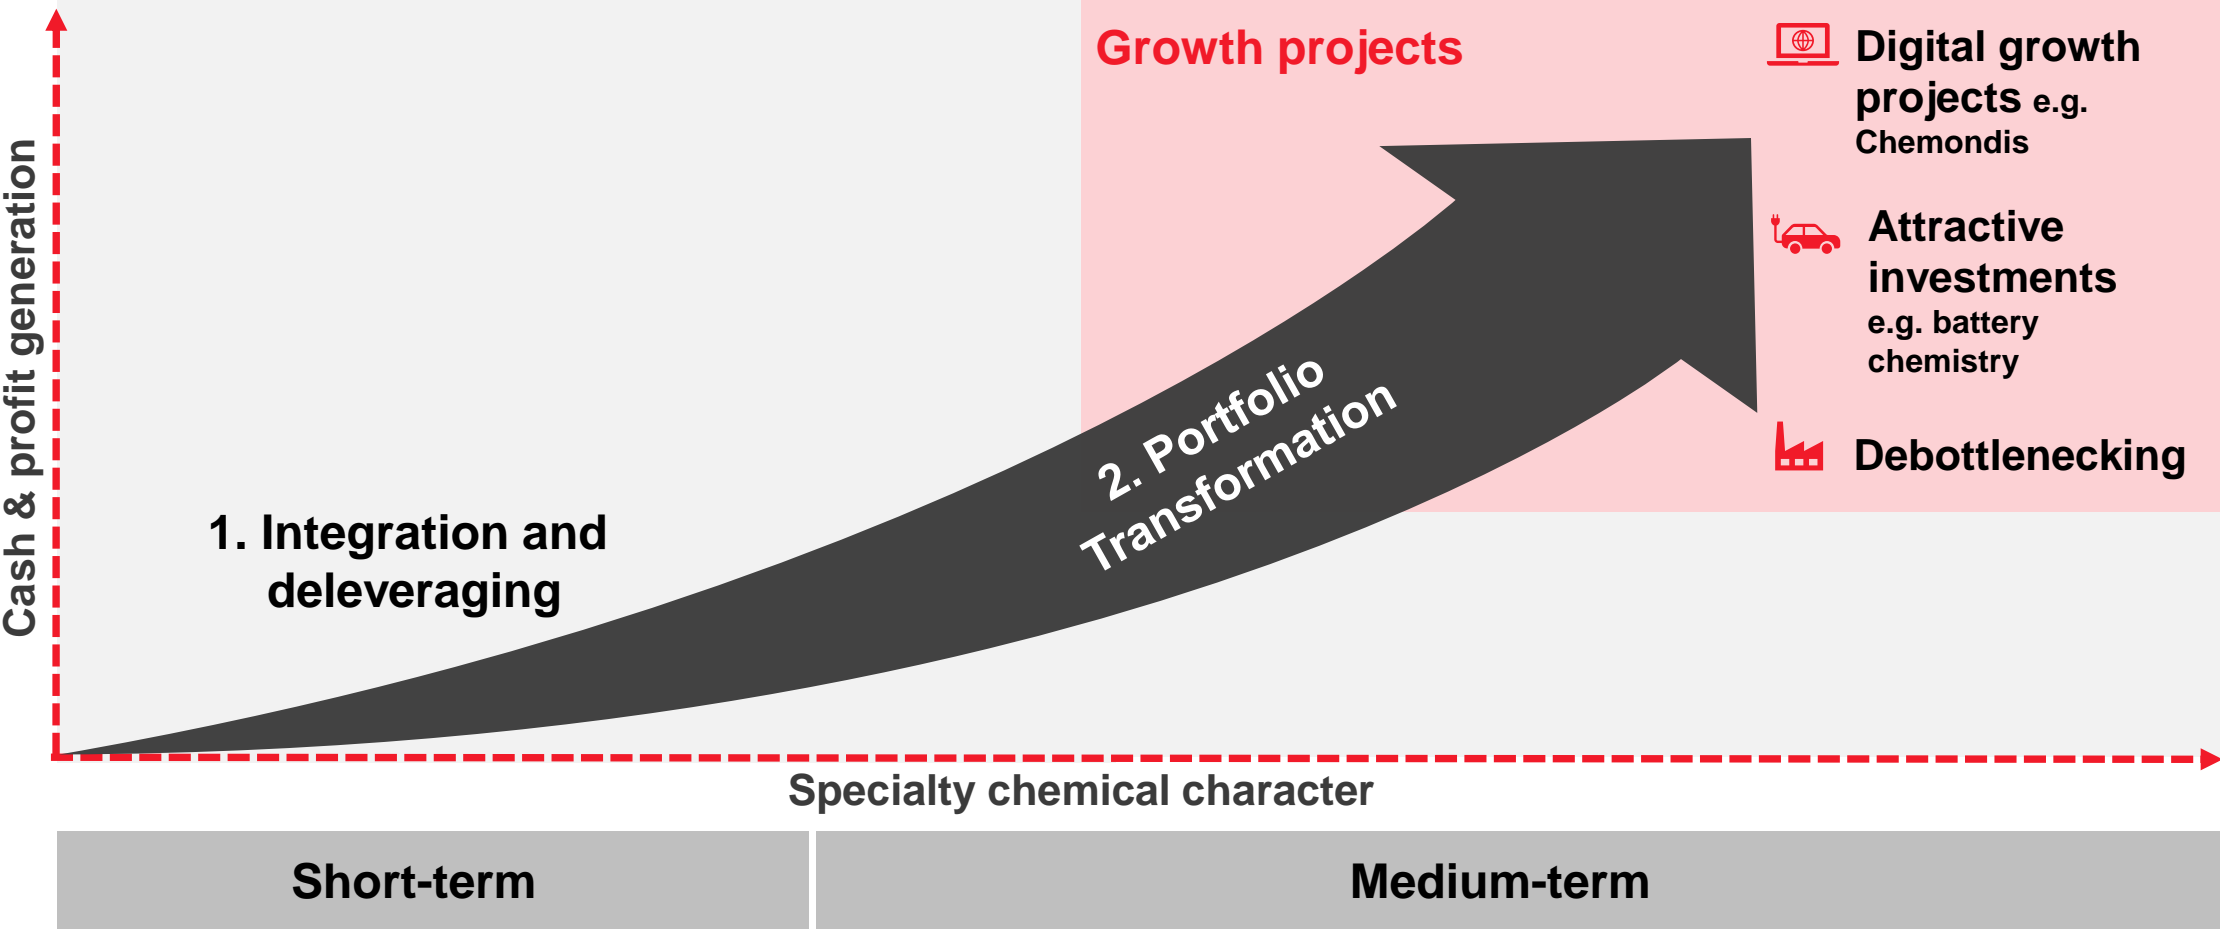 Growth projects
Digital growth
projects e.g.
Chemondis
Attractive
investments
e.g. battery
chemistry
Debottlenecking
Cash & profit generation
1. Integration and
deleveraging
2. Portfolio
Transformation
Specialty chemical character
Short-term
Medium-term